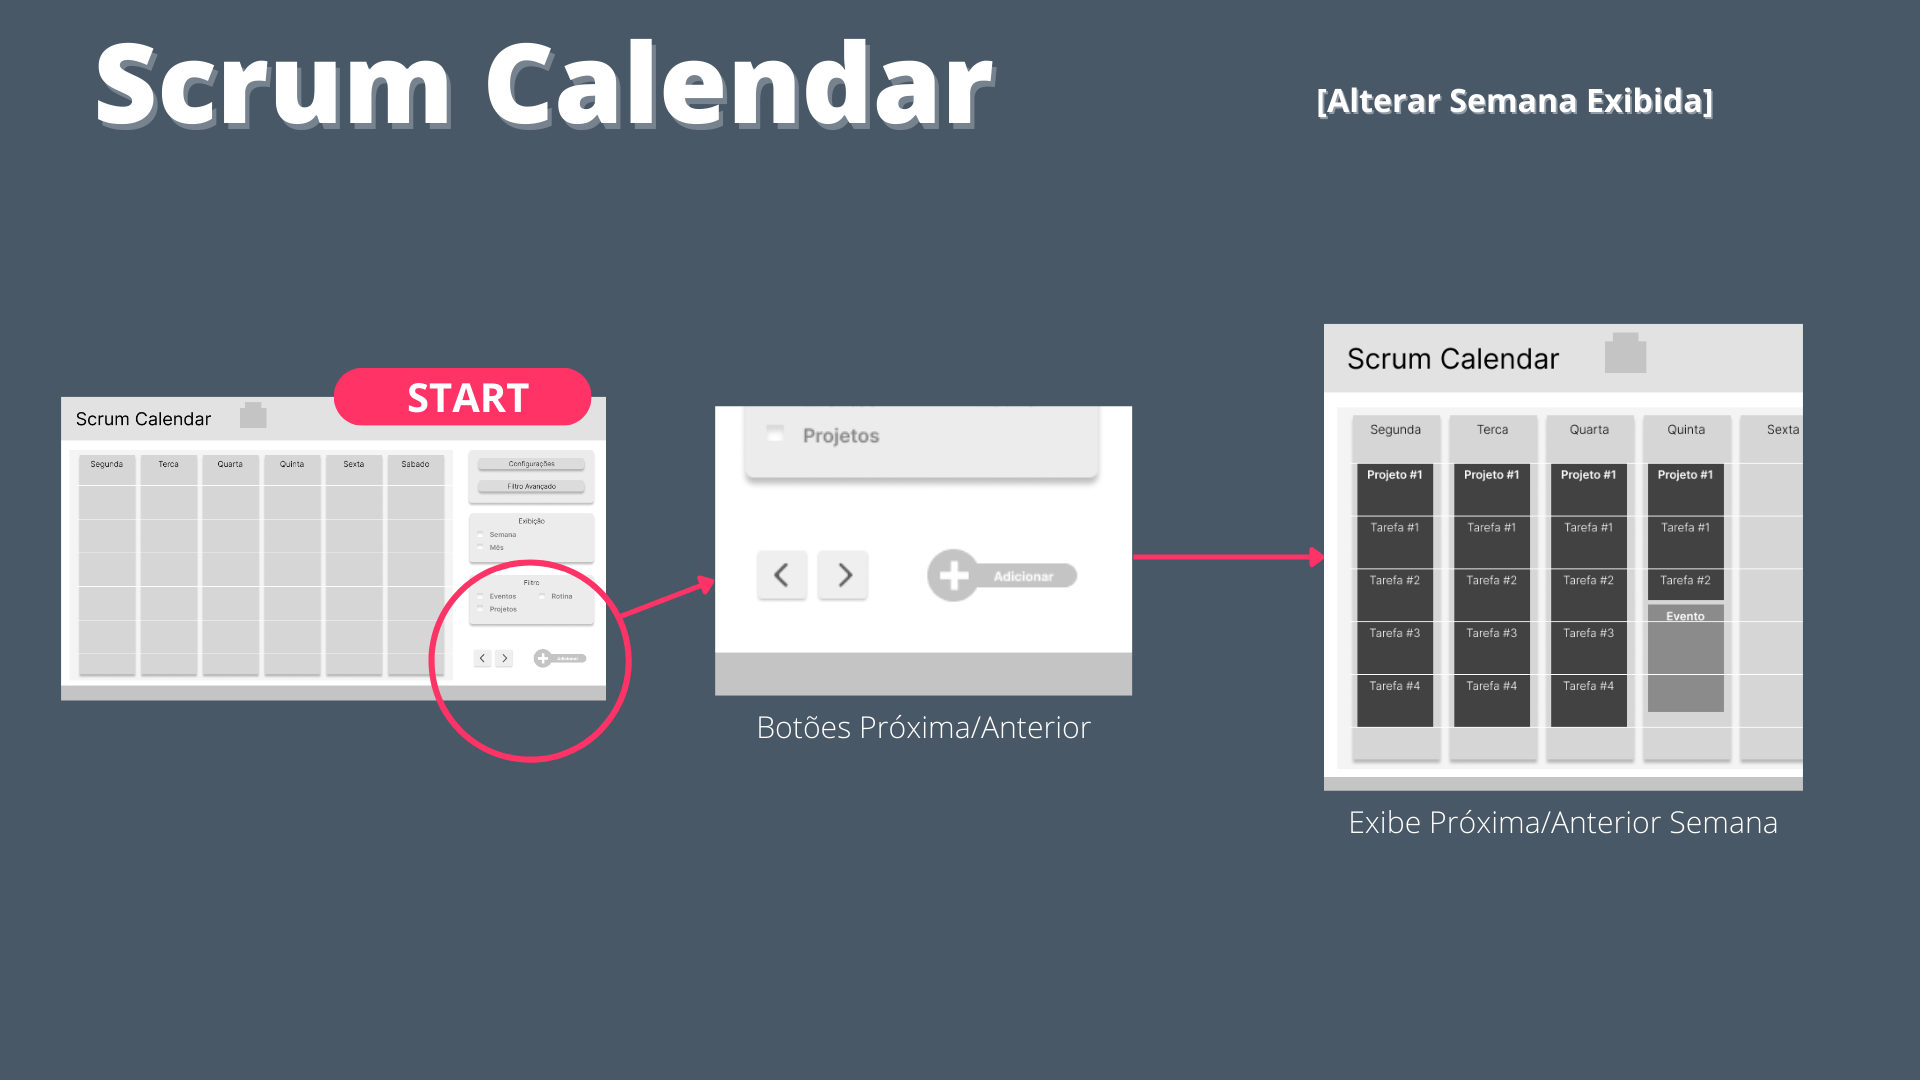 Scrum Calendar
[Alterar Semana Exibida]
START
Scrum Calendar
Segunda Terca Quarta Quinta Sexta Sabado
Configurações
Filtro Avançado
Exibição
Semana
Mês
Filtro
Eventos Rotina
Projetos
Adicionar
Projetos
Adicionar
Botões Próxima/Anterior
Scrum Calendar
Segunda Terca Quarta Quinta Sexta
Projeto #1 Projeto #1 Projeto #1 Projeto #1
Tarefa #1 Tarefa #1 Tarefa #1 Tarefa #1
Tarefa #2 Tarefa #2 Tarefa #2 Tarefa #2
Evento
Tarefa #3 Tarefa #3 Tarefa #3
Tarefa #4 Tarefa #4 Tarefa #4
Exibe Próxima/Anterior Semana